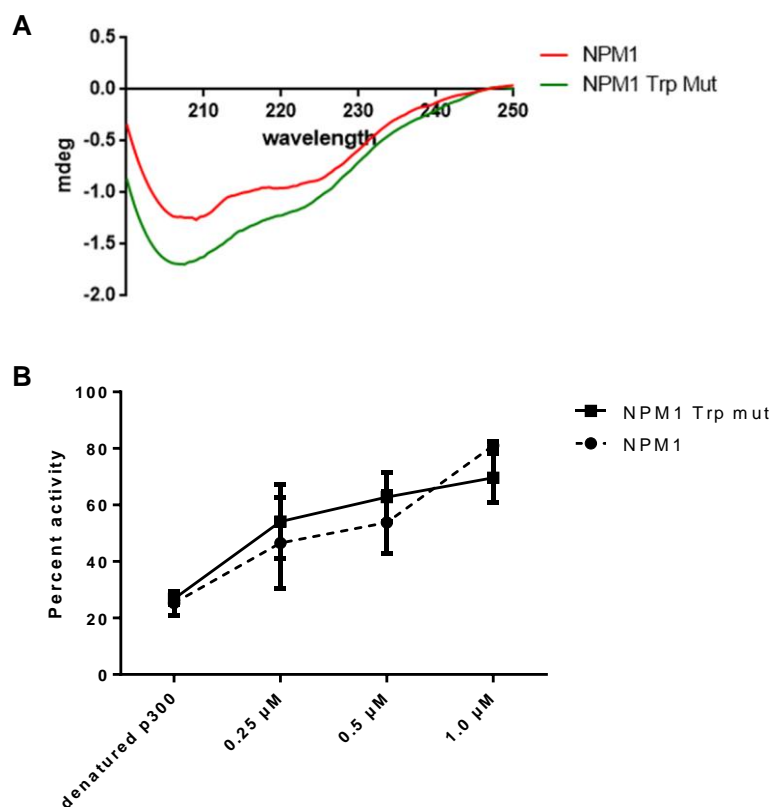 A
0.5
0.0
-0.5
-1.0
-1.5
-2.0
mdeg
210 220 230 240 250
wavelength
NPM1
NPM1 Trp Mut
B
100
80
60
40
20
0
Percent activity
denatured p300
0.25 µM
0.5 µM
1.0 µM
NPM1 Trp mut
NPM1